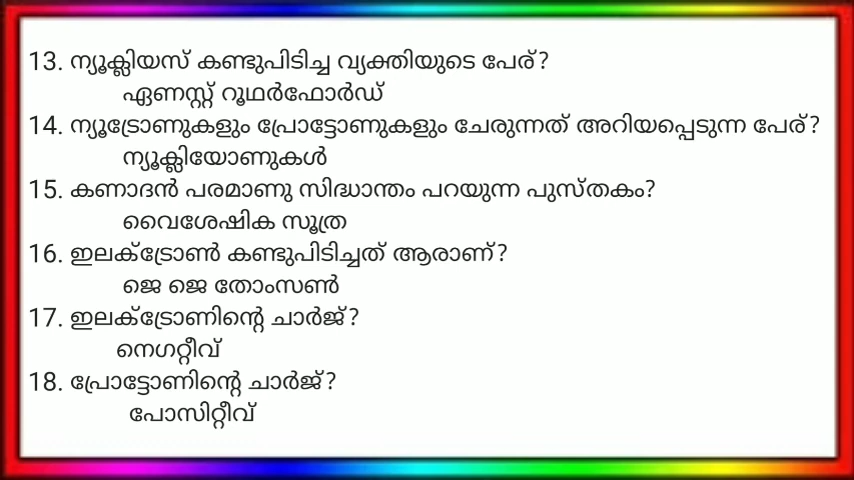 13. ന്യൂക്ലിയസ് കണ്ടുപിടിച്ച വ്യക്തിയുടെ പേര്?
ഏണസ്റ്റ് റൂഥർഫോർഡ്
14. ന്യൂട്രോണുകളും പ്രോട്ടോണുകളും ചേരുന്നത് അറിയപ്പെടുന്ന പേര്?
ന്യൂക്ലിയോണുകൾ
15. കണാദൻ പരമാണു സിദ്ധാന്തം പറയുന്ന പുസ്തകം?
വൈശേഷിക സൂത്ര
16. ഇലക്ട്രോൺ കണ്ടുപിടിച്ചത് ആരാണ്?
ജെ ജെ തോംസൺ
17. ഇലക്ട്രോണിന്റെ ചാർജ്?
നെഗറ്റീവ്
18. പ്രോട്ടോണിന്റെ ചാർജ്?
പോസിറ്റീവ്